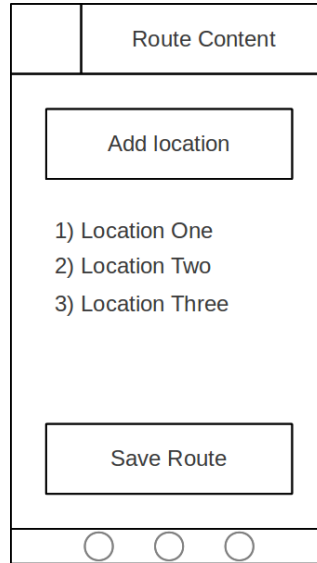 Route Content
Add location
1) Location One
2) Location Two
3) Location Three
Save Route